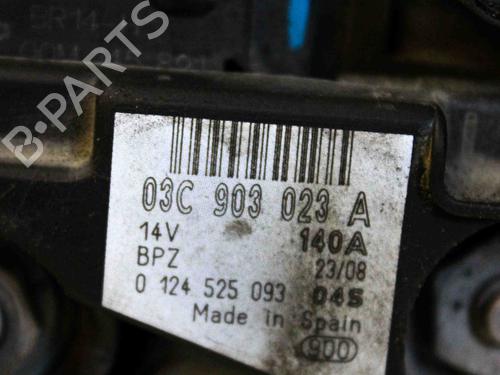 B-PARTS
03C 903 023 A
14V 140A
BPZ 23/08
0 124 525 093 04S
Made in Spain
900